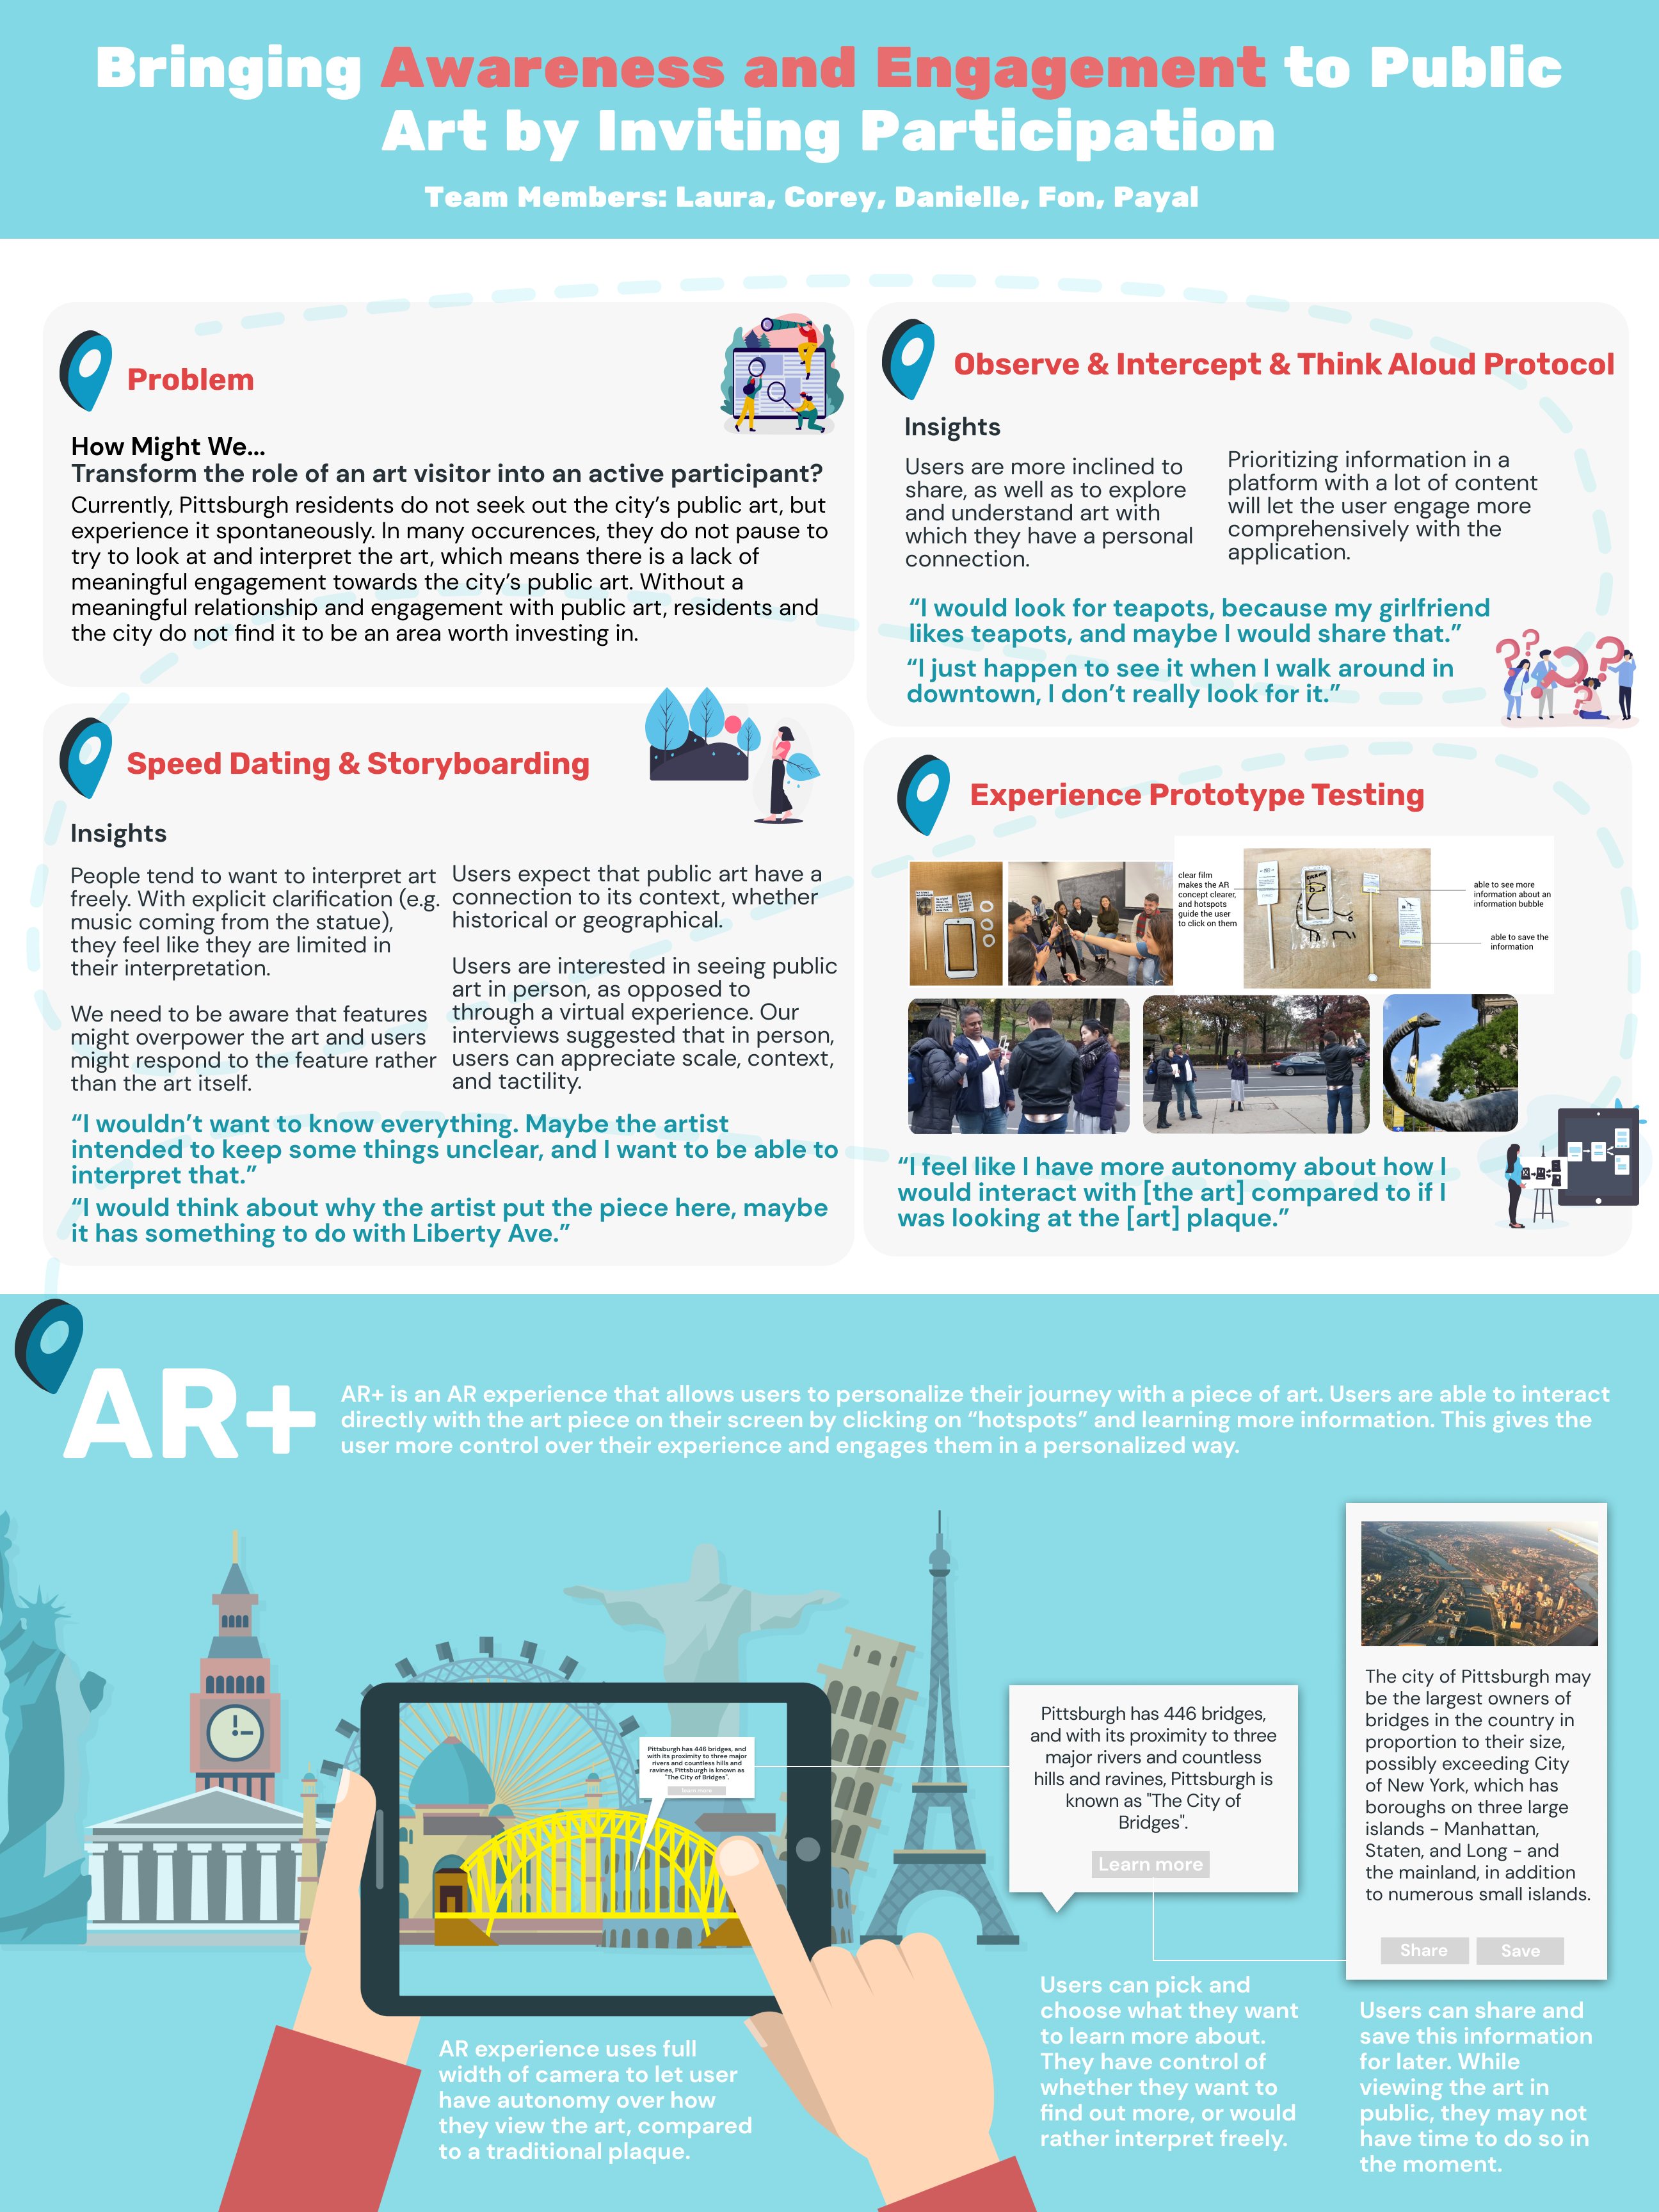 Bringing Awareness and Engagement to Public
Art by Inviting Participation
Team Members: Laura, Corey, Danielle, Fon, Payal
Problem
How Might We...
Transform the role of an art visitor into an active participant?
Currently, Pittsburgh residents do not seek out the city's public art, but
experience it spontaneously. In many occurences, they do not pause to
try to look at and interpret the art, which means there is a lack of
meaningful engagement towards the city's public art. Without a
meaningful relationship and engagement with public art, residents and
the city do not find it to be an area worth investing in.
Observe & Intercept & Think Aloud Protocol
Insights
Users are more inclined to
share, as well as to explore
and understand art with
which they have a personal
connection.
Prioritizing information in a
platform with a lot of content
will let the user engage more
comprehensively with the
application.
“I would look for teapots, because my girlfriend
likes teapots, and maybe I would share that.”
“I just happen to see it when I walk around in
downtown, I don’t really look for it.”
Speed Dating & Storyboarding
Insights
People tend to want to interpret art
freely. With explicit clarification (e.g.
music coming from the statue),
they feel like they are limited in
their interpretation.
We need to be aware that features
might overpower the art and users
might respond to the feature rather
than the art itself.
Users expect that public art have a
connection to its context, whether
historical or geographical.
Users are interested in seeing public
art in person, as opposed to
through a virtual experience. Our
interviews suggested that in person,
users can appreciate scale, context,
and tactility.
“I wouldn’t want to know everything. Maybe the artist
intended to keep some things unclear, and I want to be able to
interpret that.”
“I would think about why the artist put the piece here, maybe
it has something to do with Liberty Ave.”
Experience Prototype Testing
clear film
makes the AR
concept clearer,
and hotspots
guide the user
to click on them
able to see more
information about an
information bubble
able to save the
information
“I feel like I have more autonomy about how I
would interact with [the art] compared to if I
was looking at the [art] plaque.”
AR+
AR+ is an AR experience that allows users to personalize their journey with a piece of art. Users are able to interact
directly with the art piece on their screen by clicking on “hotspots” and learning more information. This gives the
user more control over their experience and engages them in a personalized way.
Pittsburgh has 446 bridges, and
with its proximity to three major
rivers and countless hills and
ravines, Pittsburgh is known as
"The City of Bridges".
Learn more
Pittsburgh has 446 bridges,
and with its proximity to three
major rivers and countless
hills and ravines, Pittsburgh is
known as "The City of
Bridges".
Learn more
The city of Pittsburgh may
be the largest owners of
bridges in the country in
proportion to their size,
possibly exceeding City
of New York, which has
boroughs on three large
islands - Manhattan,
Staten, and Long - and
the mainland, in addition
to numerous small islands.
Share
Save
AR experience uses full
width of camera to let user
have autonomy over how
they view the art, compared
to a traditional plaque.
Users can pick and
choose what they want
to learn more about.
They have control of
whether they want to
find out more, or would
rather interpret freely.
Users can share and
save this information
for later. While
viewing the art in
public, they may not
have time to do so in
the moment.